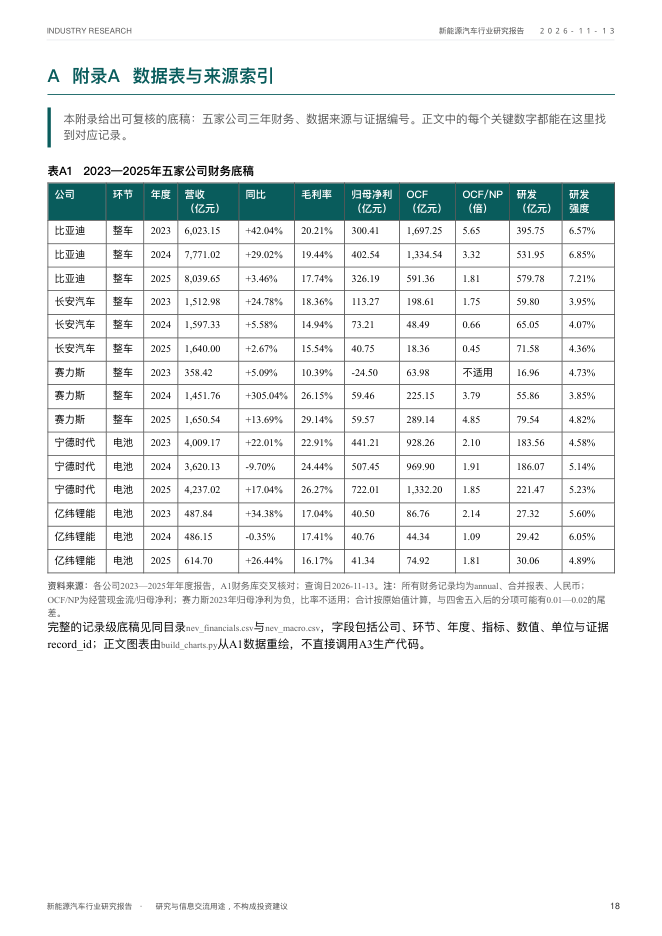 INDUSTRY RESEARCH 新能源汽车行业研究报告 2026-11-13
A 附录A 数据表与来源索引
本附录给出可复核的底稿：五家公司三年财务、数据来源与证据编号。正文中的每个关键数字都能在这里找
到对应记录。
表A1 2023—2025年五家公司财务底稿
公司 环节 年度 营收（亿元） 同比 毛利率 归母净利（亿元） OCF（亿元） OCF/NP（倍） 研发（亿元） 研发强度
比亚迪 整车 2023 6,023.15 +42.04% 20.21% 300.41 1,697.25 5.65 395.75 6.57%
比亚迪 整车 2024 7,771.02 +29.02% 19.44% 402.54 1,334.54 3.32 531.95 6.85%
比亚迪 整车 2025 8,039.65 +3.46% 17.74% 326.19 591.36 1.81 579.78 7.21%
长安汽车 整车 2023 1,512.98 +24.78% 18.36% 113.27 198.61 1.75 59.80 3.95%
长安汽车 整车 2024 1,597.33 +5.58% 14.94% 73.21 48.49 0.66 65.05 4.07%
长安汽车 整车 2025 1,640.00 +2.67% 15.54% 40.75 18.36 0.45 71.58 4.36%
赛力斯 整车 2023 358.42 +5.09% 10.39% -24.50 63.98 不适用 16.96 4.73%
赛力斯 整车 2024 1,451.76 +305.04% 26.15% 59.46 225.15 3.79 55.86 3.85%
赛力斯 整车 2025 1,650.54 +13.69% 29.14% 59.57 289.14 4.85 79.54 4.82%
宁德时代 电池 2023 4,009.17 +22.01% 22.91% 441.21 928.26 2.10 183.56 4.58%
宁德时代 电池 2024 3,620.13 -9.70% 24.44% 507.45 969.90 1.91 186.07 5.14%
宁德时代 电池 2025 4,237.02 +17.04% 26.27% 722.01 1,332.20 1.85 221.47 5.23%
亿纬锂能 电池 2023 487.84 +34.38% 17.04% 40.50 86.76 2.14 27.32 5.60%
亿纬锂能 电池 2024 486.15 -0.35% 17.41% 40.76 44.34 1.09 29.42 6.05%
亿纬锂能 电池 2025 614.70 +26.44% 16.17% 41.34 74.92 1.81 30.06 4.89%
资料来源：各公司2023—2025年年度报告，A1财务库交叉核对；查询日2026-11-13。注：所有财务记录均为annual、合并报表、人民币；
OCF/NP为经营现金流/归母净利；赛力斯2023年归母净利为负，比率不适用；合计按原始值计算，与四舍五入后的分项可能有0.01—0.02的尾
差。
完整的记录级底稿见同目录nev_financials.csv与nev_macro.csv，字段包括公司、环节、年度、指标、数值、单位与证据
record_id；正文图表由build_charts.py从A1数据重绘，不直接调用A3生产代码。
新能源汽车行业研究报告 · 研究与信息交流用途，不构成投资建议 18